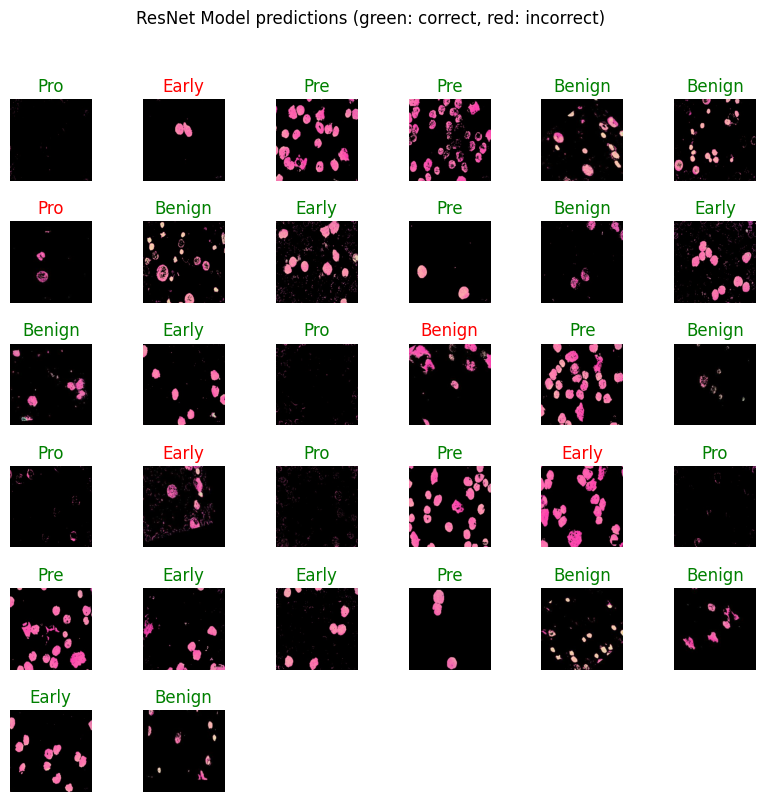 ResNet Model predictions (green: correct, red: incorrect)
Pro Early Pre Pre Benign Benign
Pro Benign Early Pre Benign Early
Benign Early Pro Benign Pre Benign
Pro Early Pro Pre Early Pro
Pre Early Early Pre Benign Benign
Early Benign